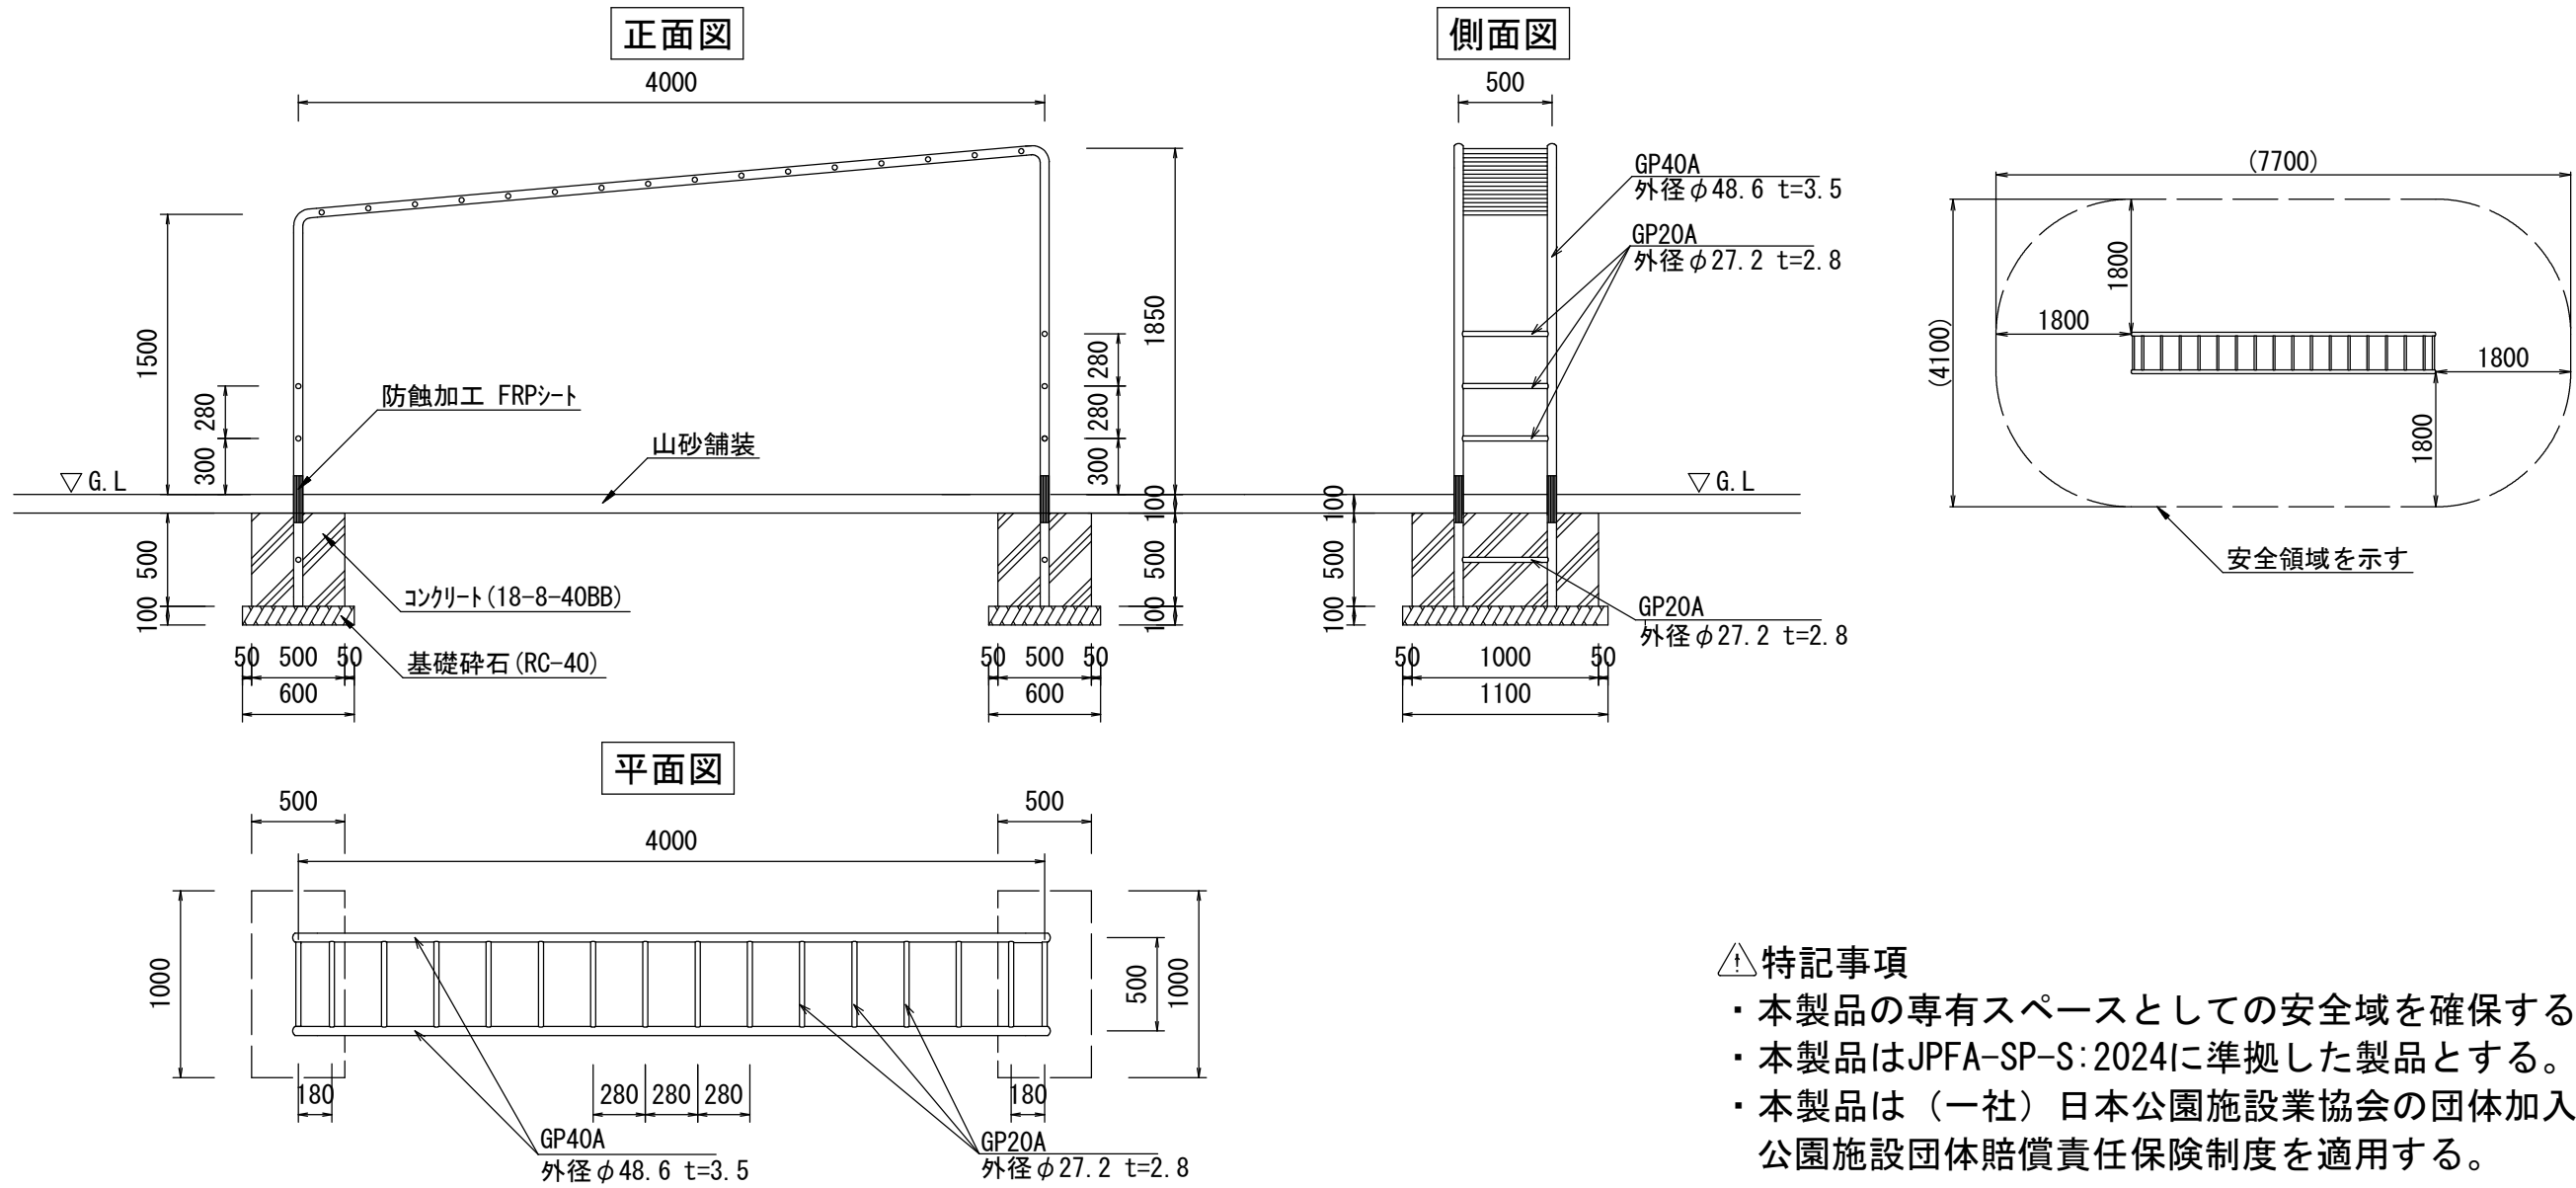 正面図
4000
1500
280
300
1850
280
280
300
100
500
100
100
500
100
▽G.L
防蝕加工 FRPシート
山砂舗装
コンクリート(18-8-40BB)
基礎砕石(RC-40)
50 500 50
600
50 500 50
600
側面図
500
GP40A
外径φ48.6 t=3.5
GP20A
外径φ27.2 t=2.8
▽G.L
100
500
100
GP20A
外径φ27.2 t=2.8
50 1000 50
1100
(7700)
(4100)
1800
1800
1800
1800
安全領域を示す
平面図
500
500
4000
1000
500
1000
180
280 280 280
180
GP40A
外径φ48.6 t=3.5
GP20A
外径φ27.2 t=2.8
特記事項
・本製品の専有スペースとしての安全域を確保する
・本製品はJPFA-SP-S:2024に準拠した製品とする。
・本製品は（一社）日本公園施設業協会の団体加入
公園施設団体賠償責任保険制度を適用する。